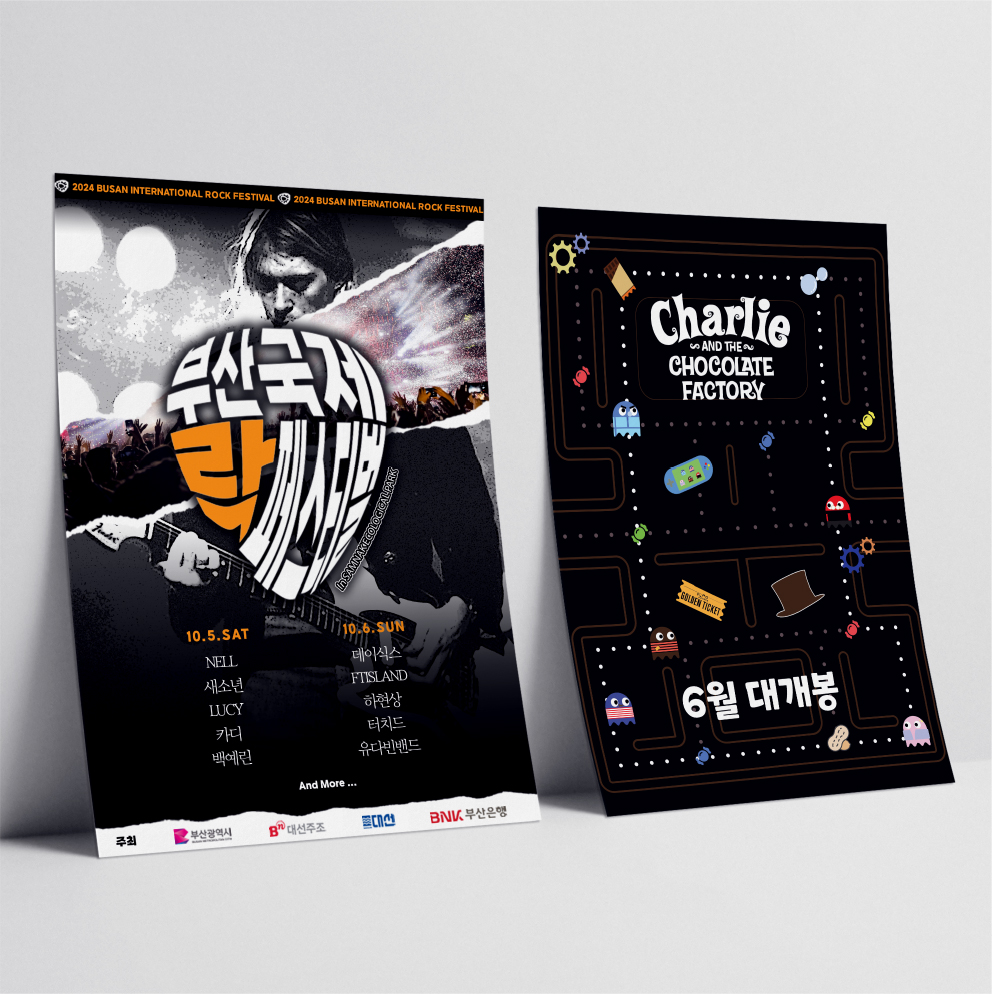 2024 BUSAN INTERNATIONAL ROCK FESTIVAL 2024 BUSAN INTERNATIONAL ROCK FESTIVAL
부산국제
락페스티벌
In SAMNAK ECOLOGICAL PARK
10.5.SAT
NELL
새소년
LUCY
카디
백예린
10.6.SUN
데이식스
FTISLAND
하현상
터치드
유다빈밴드
And More ...
주최
부산광역시
대선주조
대선
BNK 부산은행
Charlie
AND THE
CHOCOLATE
FACTORY
GOLDEN TICKET
6월 대개봉